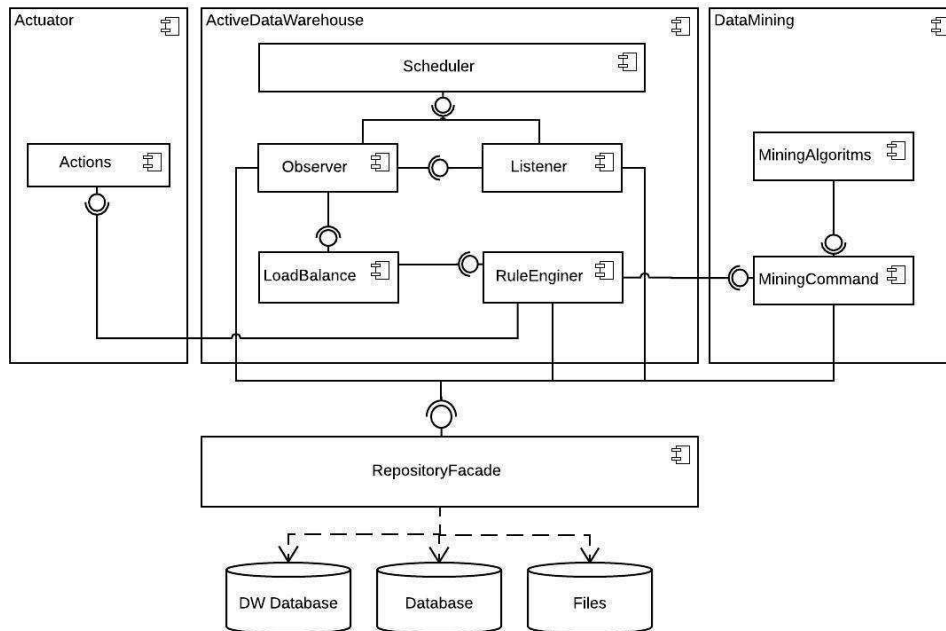 Actuator
ActiveDataWarehouse
DataMining
Scheduler
Actions
Observer
Listener
MiningAlgoritms
LoadBalance
RuleEnginer
MiningCommand
RepositoryFacade
DW Database
Database
Files